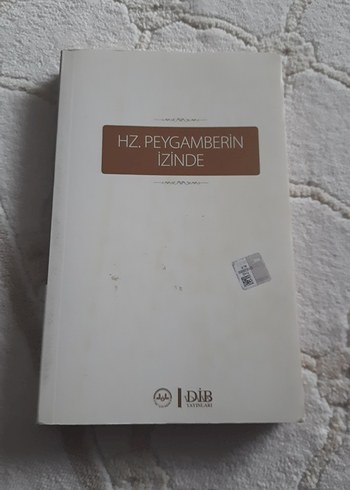 HZ. PEYGAMBERİN
İZİNDE
DİB
YAYINLARI